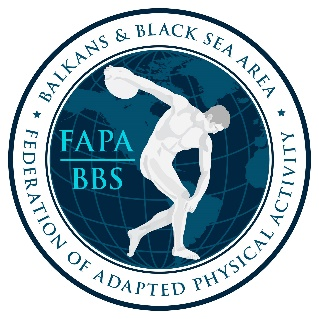 BALKANS & BLACK SEA AREA
FAPA
BBS
FEDERATION OF ADAPTED PHYSICAL ACTIVITY